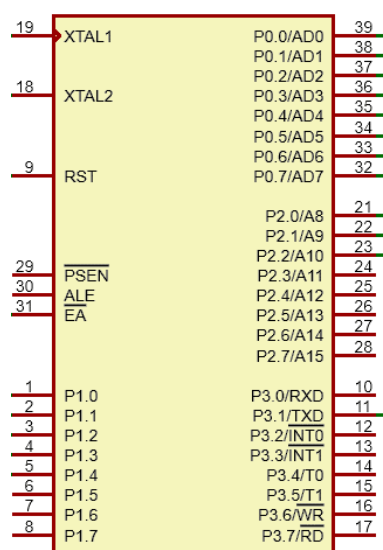 19 XTAL1 P0.0/AD0 39
P0.1/AD1 38
P0.2/AD2 37
18 XTAL2 P0.3/AD3 36
P0.4/AD4 35
P0.5/AD5 34
P0.6/AD6 33
9 RST P0.7/AD7 32
P2.0/A8 21
P2.1/A9 22
P2.2/A10 23
29 PSEN P2.3/A11 24
30 ALE P2.4/A12 25
31 EA P2.5/A13 26
P2.6/A14 27
P2.7/A15 28
1 P1.0 P3.0/RXD 10
2 P1.1 P3.1/TXD 11
3 P1.2 P3.2/INT0 12
4 P1.3 P3.3/INT1 13
5 P1.4 P3.4/T0 14
6 P1.5 P3.5/T1 15
7 P1.6 P3.6/WR 16
8 P1.7 P3.7/RD 17